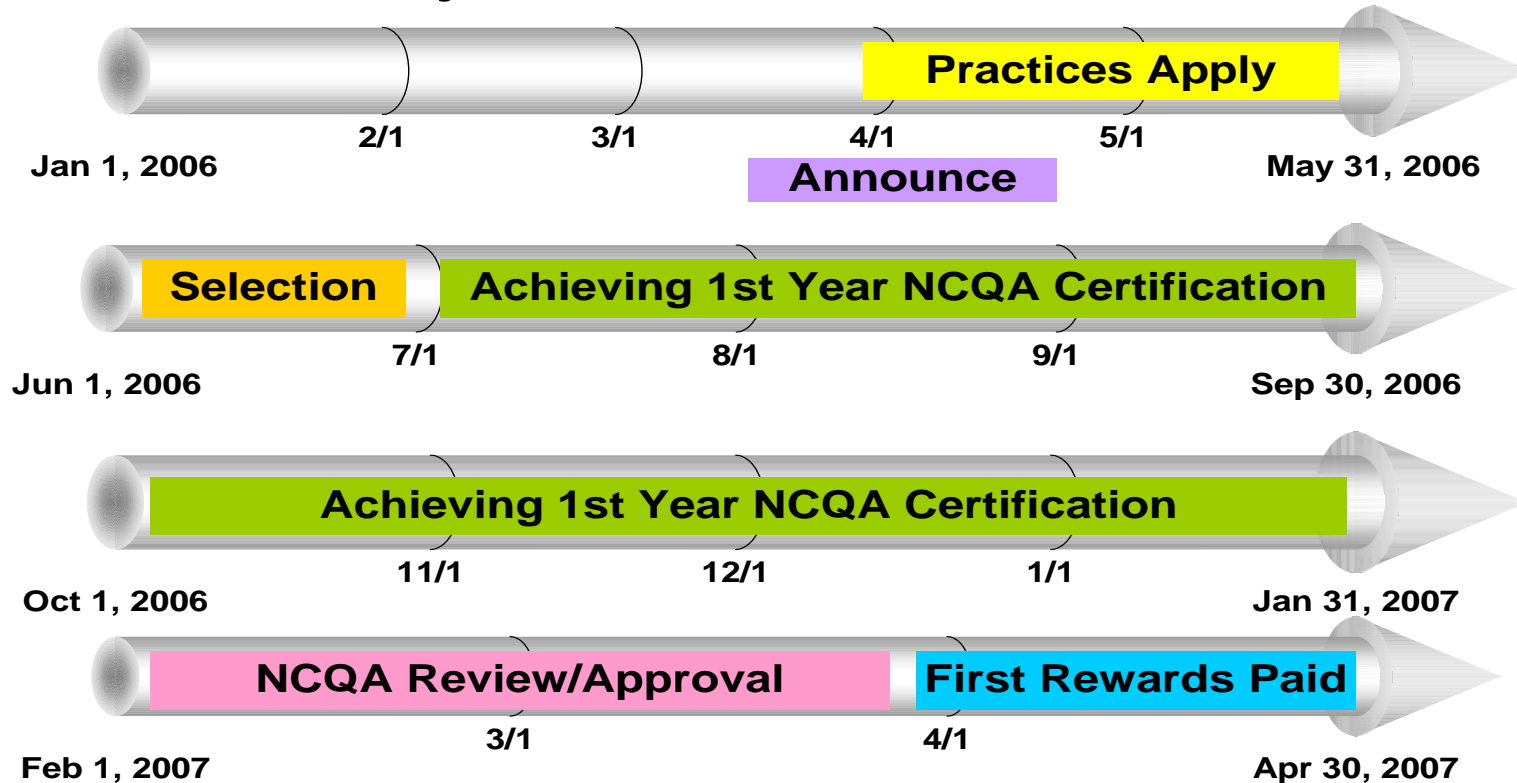 Practices Apply
2/1 3/1 4/1 5/1
Jan 1, 2006 May 31, 2006
Announce
Selection Achieving 1st Year NCQA Certification
7/1 8/1 9/1
Jun 1, 2006 Sep 30, 2006
Achieving 1st Year NCQA Certification
11/1 12/1 1/1
Oct 1, 2006 Jan 31, 2007
NCQA Review/Approval First Rewards Paid
3/1 4/1
Feb 1, 2007 Apr 30, 2007